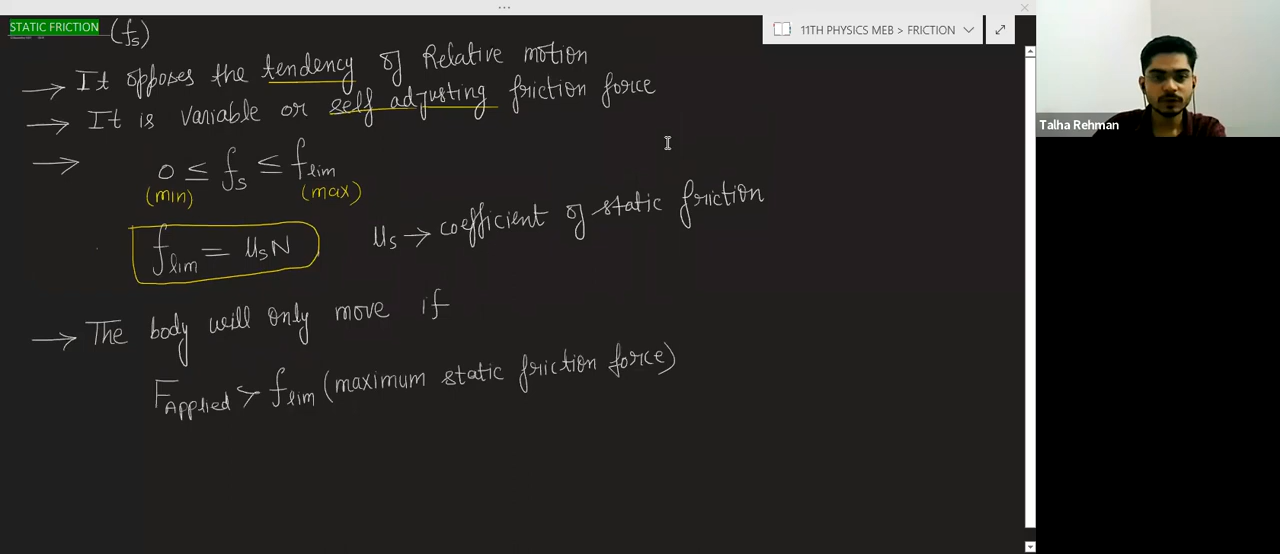 STATIC FRICTION (fs)
→ It opposes the tendency of Relative motion
→ It is variable or self adjusting friction force
→ 0 ≤ fs ≤ flim
(min) (max)
flim = μsN μs → coefficient of static friction
→ The body will only move if
FApplied > flim (maximum static friction force)
11TH PHYSICS MEB > FRICTION
Talha Rehman